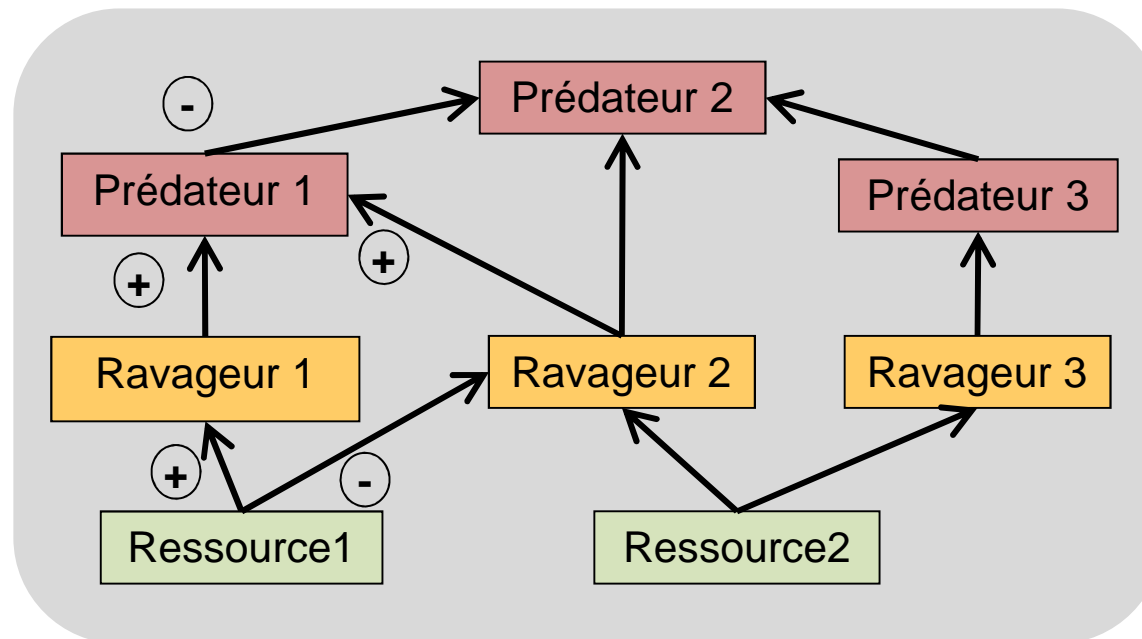 -
Prédateur 2
Prédateur 1
Prédateur 3
+
+
Ravageur 1
Ravageur 2
Ravageur 3
+
-
Ressource1
Ressource2